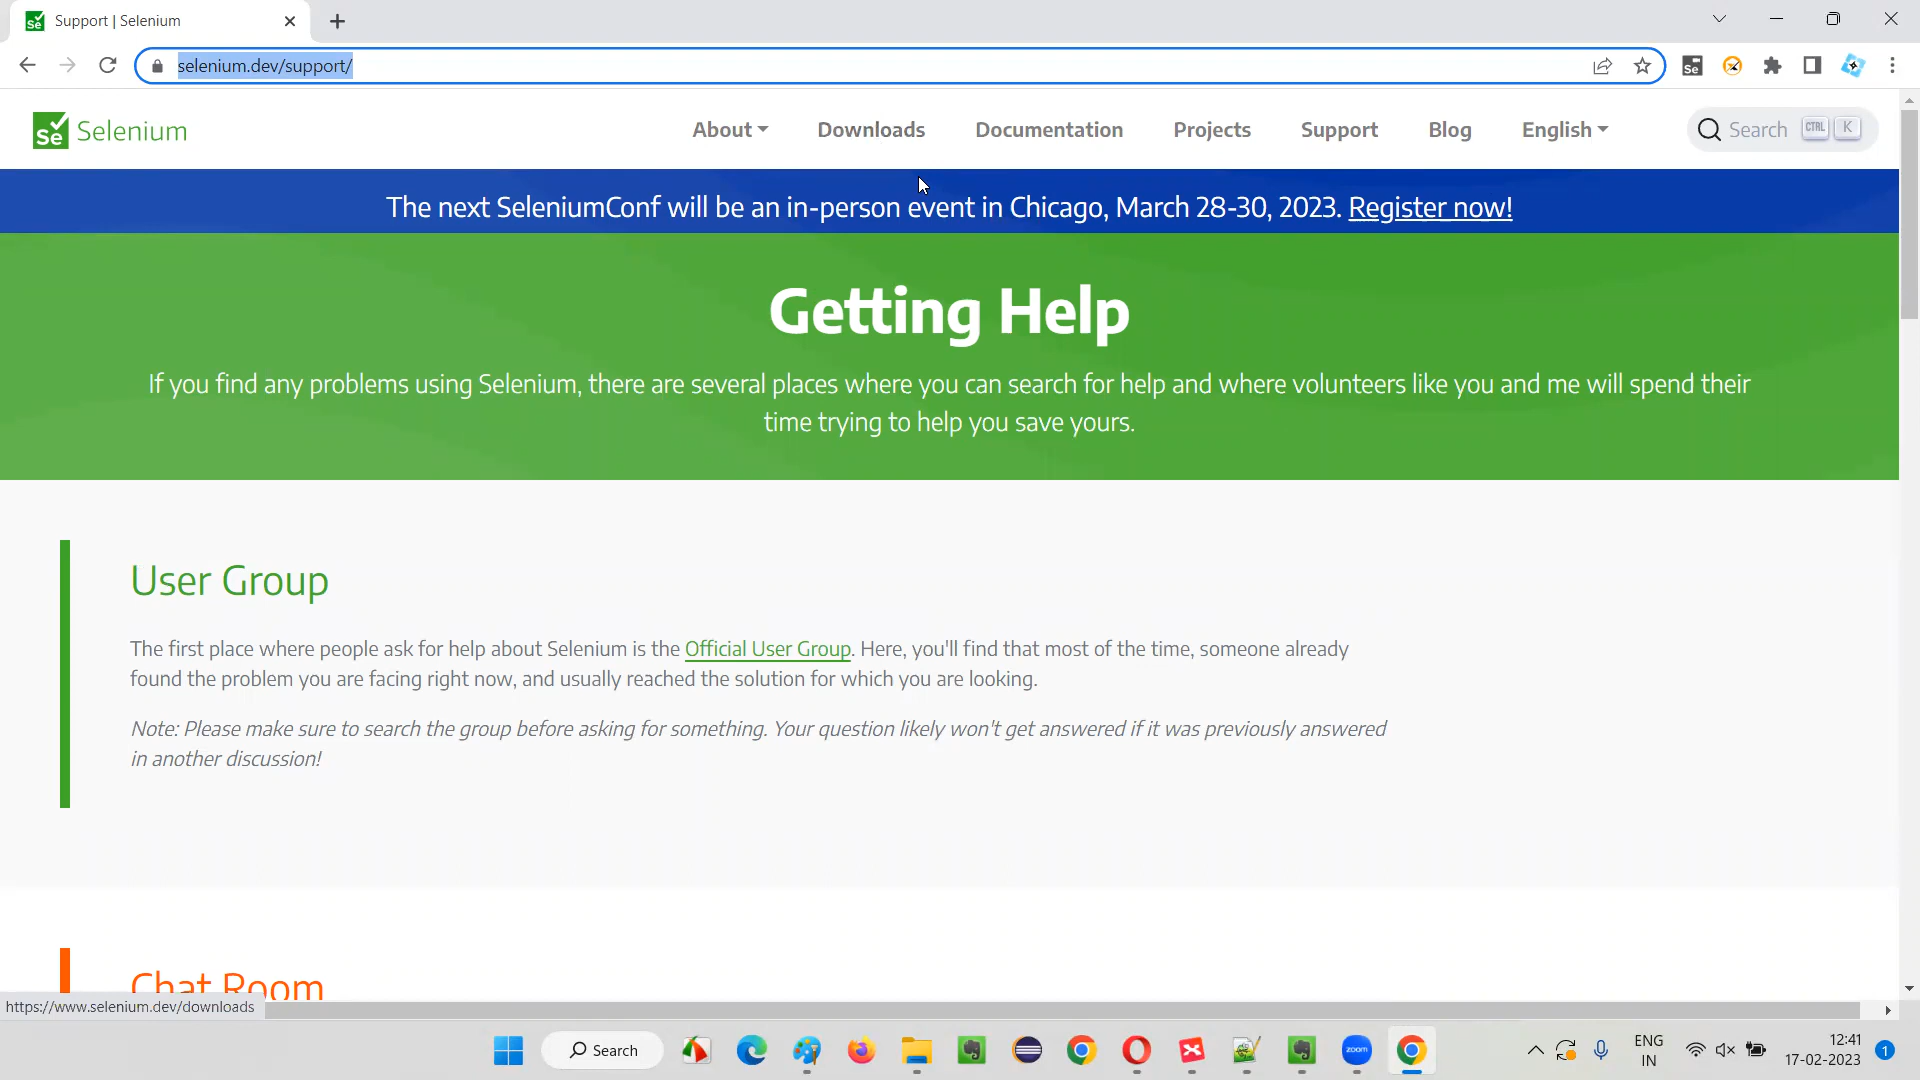 Support | Selenium
selenium.dev/support/
Se
Se Selenium
About
Downloads
Documentation
Projects
Support
Blog
English
Search CTRL K
The next SeleniumConf will be an in-person event in Chicago, March 28-30, 2023. Register now!
Getting Help
If you find any problems using Selenium, there are several places where you can search for help and where volunteers like you and me will spend their
time trying to help you save yours.
User Group
The first place where people ask for help about Selenium is the Official User Group. Here, you'll find that most of the time, someone already
found the problem you are facing right now, and usually reached the solution for which you are looking.
Note: Please make sure to search the group before asking for something. Your question likely won't get answered if it was previously answered
in another discussion!
Chat Room
https://www.selenium.dev/downloads
Search
zoom
ENG
IN
12:41
17-02-2023
1